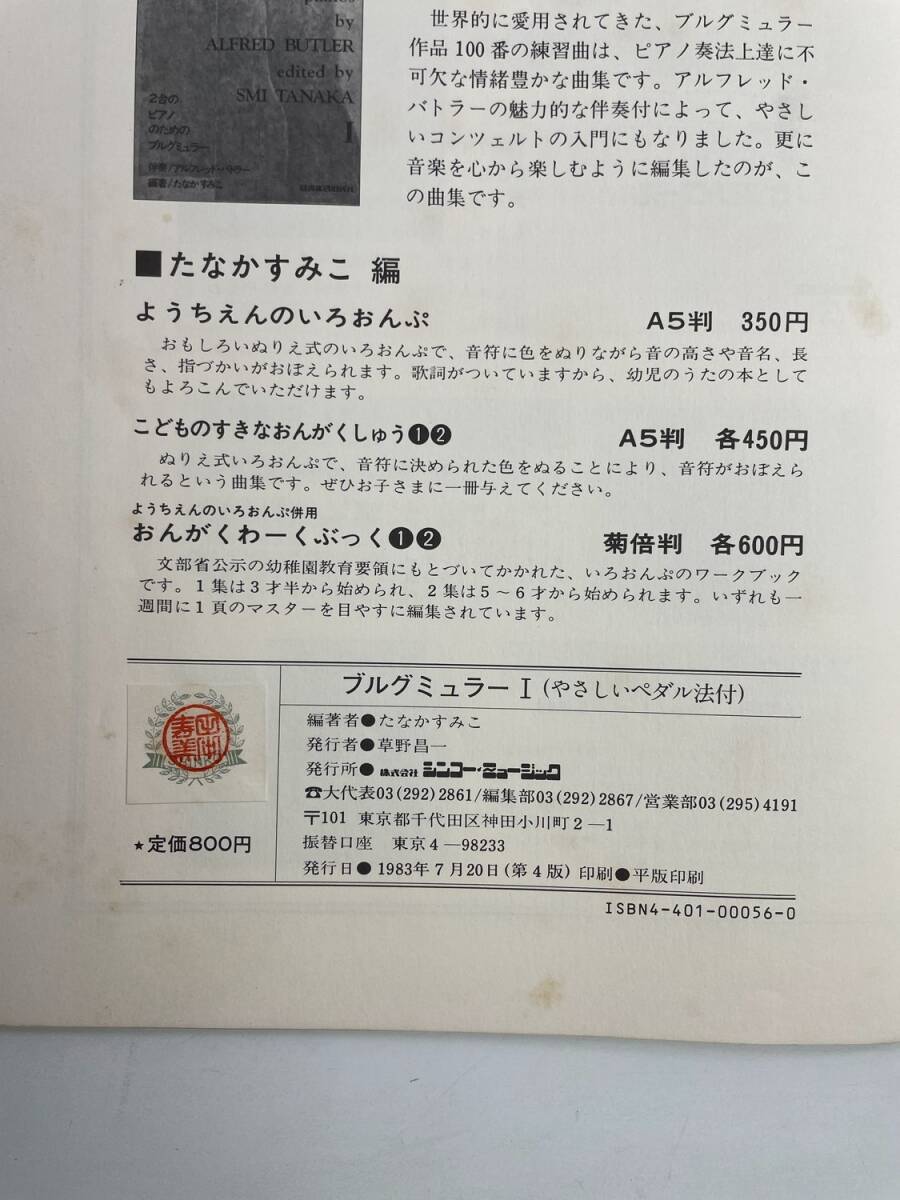 by
ALFRED BUTLER
edited by
SMI TANAKA
I
2台の
ピアノ
のための
ブルグミュラー
伴奏/アルフレッド・バトラー
編著/たなかすみこ
世界的に愛用されてきた、ブルグミュラー
作品100番の練習曲は、ピアノ奏法上達に不
可欠な情緒豊かな曲集です。アルフレッド・
バトラーの魅力的な伴奏付によって、やさし
いコンツェルトの入門にもなりました。更に
音楽を心から楽しむように編集したのが、こ
の曲集です。
■たなかすみこ 編
ようちえんのいろおんぷ A5判 350円
おもしろいぬりえ式のいろおんぷで、音符に色をぬりながら音の高さや音名、長
さ、指づかいがおぼえられます。歌詞がついていますから、幼児のうたの本として
もよろこんでいただけます。
こどものすきなおんがくしゅう❶❷ A5判 各450円
ぬりえ式いろおんぷで、音符に決められた色をぬることにより、音符がおぼえら
れるという曲集です。ぜひお子さまに一冊与えてください。
ようちえんのいろおんぷ併用
おんがくわーくぶっく❶❷ 菊倍判 各600円
文部省公示の幼稚園教育要領にもとづいてかかれた、いろおんぷのワークブック
です。1集は3才半から始められ、2集は5～6才から始められます。いずれも一
週間に1頁のマスターを目やすに編集されています。
ブルグミュラー I (やさしいペダル法付)
編著者●たなかすみこ
発行者●草野昌一
発行所●株式会社 シンコー・ミュージック
☎大代表03(292)2861/編集部03(292)2867/営業部03(295)4191
〒101 東京都千代田区神田小川町2―1
振替口座 東京4―98233
発行日●1983年7月20日(第4版) 印刷●平版印刷
★定価800円
ISBN4-401-00056-0